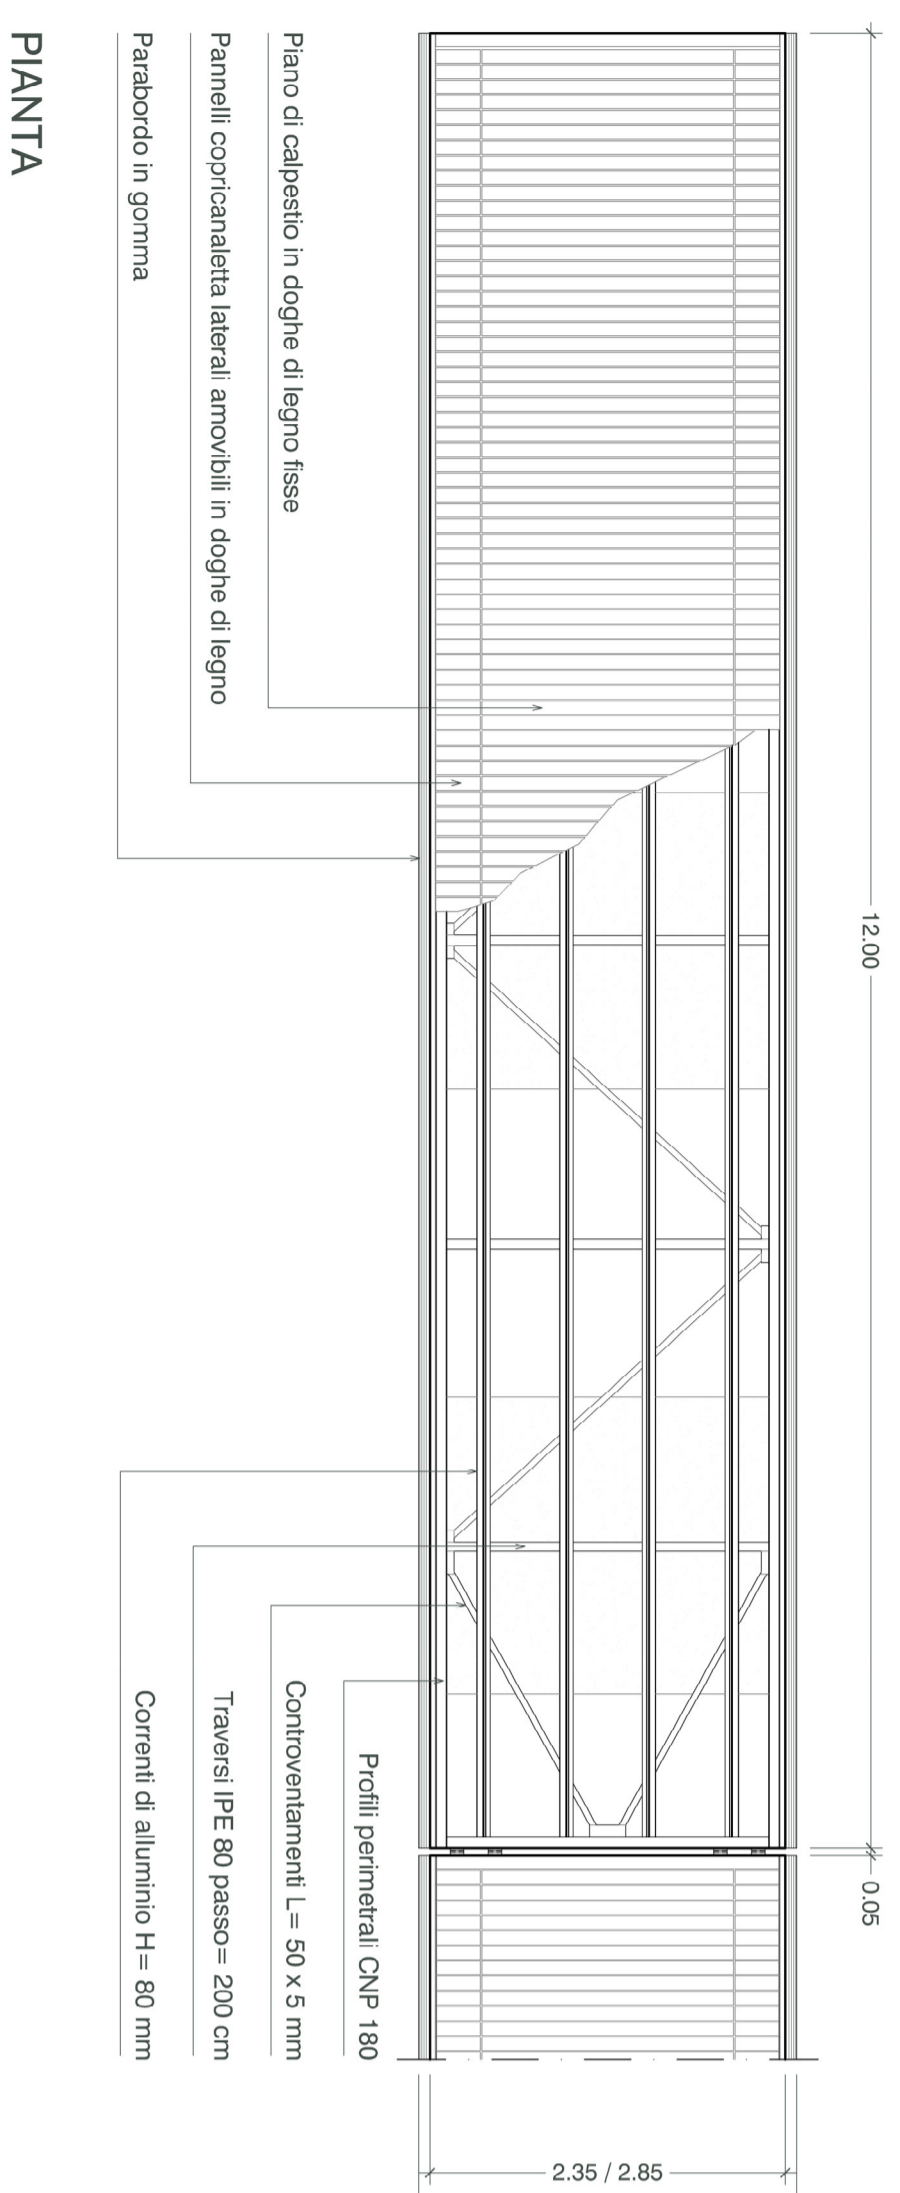 12.00
0.05
2.35 / 2.85
Piano di calpestio in doghe di legno fisse
Pannelli copricanaletta laterali amovibili in doghe di legno
Parabordo in gomma
Profili perimetrali CNP 180
Controventamenti L= 50 x 5 mm
Traversi IPE 80 passo= 200 cm
Correnti di alluminio H= 80 mm
PIANTA